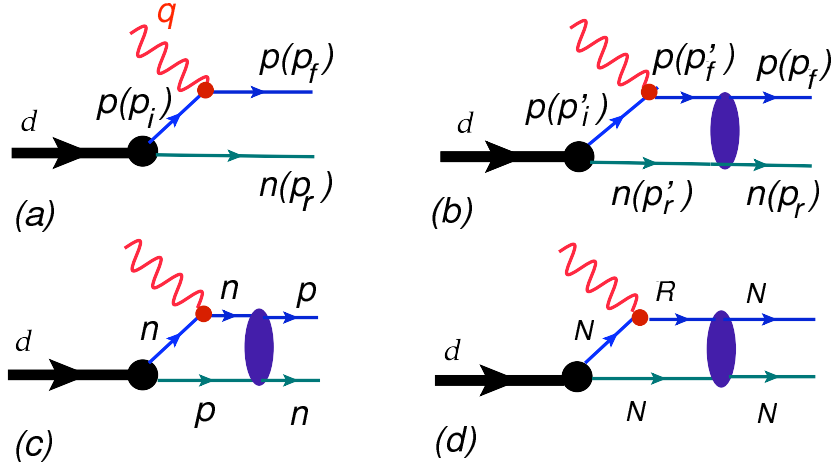 q
p(p_f)
p(p_i)
d
n(p_r)
(a)
p(p'_f)
p(p_f)
p(p'_i)
d
n(p'_r)
n(p_r)
(b)
n
p
n
d
p
n
(c)
R
N
N
d
N
N
(d)